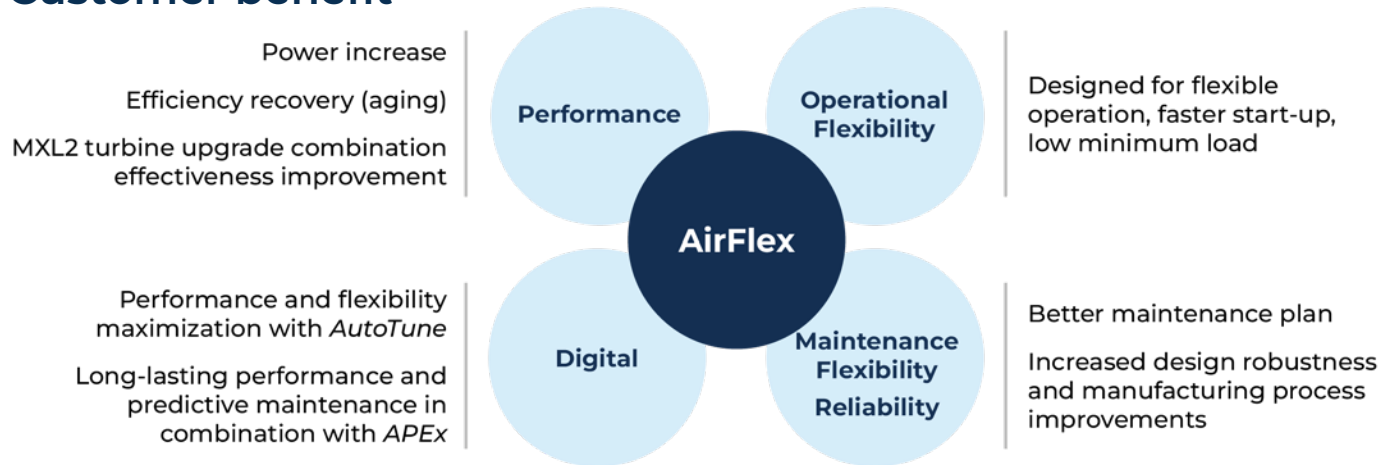 Customer benefit
Power increase
Efficiency recovery (aging)
MXL2 turbine upgrade combination
effectiveness improvement
Performance
Operational
Flexibility
Designed for flexible
operation, faster start-up,
low minimum load
AirFlex
Performance and flexibility
maximization with AutoTune
Long-lasting performance and
predictive maintenance in
combination with APEx
Digital
Maintenance
Flexibility
Reliability
Better maintenance plan
Increased design robustness
and manufacturing process
improvements